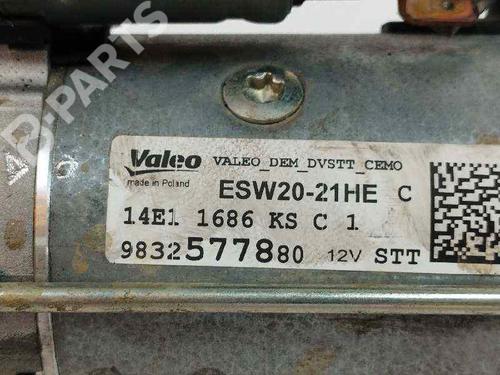 Valeo VALEO_DEM_DVSTT_CEMO
made in Poland
ESW20-21HE C
14E1 1686 KS C 1
9832577880 12V STT
B-PARTS